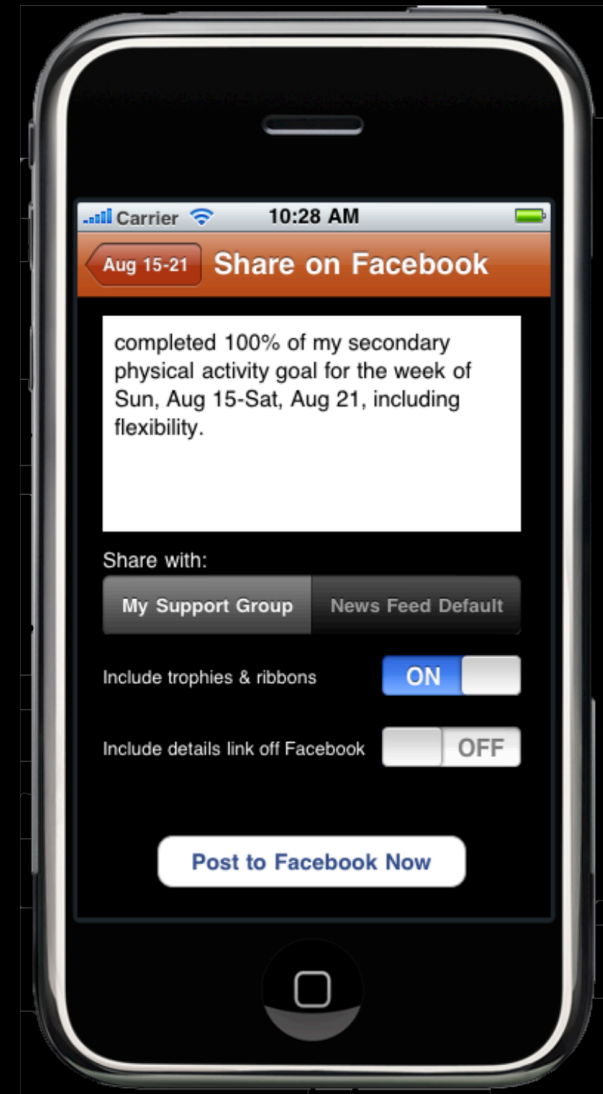 Carrier 10:28 AM
Aug 15-21 Share on Facebook
completed 100% of my secondary
physical activity goal for the week of
Sun, Aug 15-Sat, Aug 21, including
flexibility.
Share with:
My Support Group News Feed Default
Include trophies & ribbons ON
Include details link off Facebook OFF
Post to Facebook Now